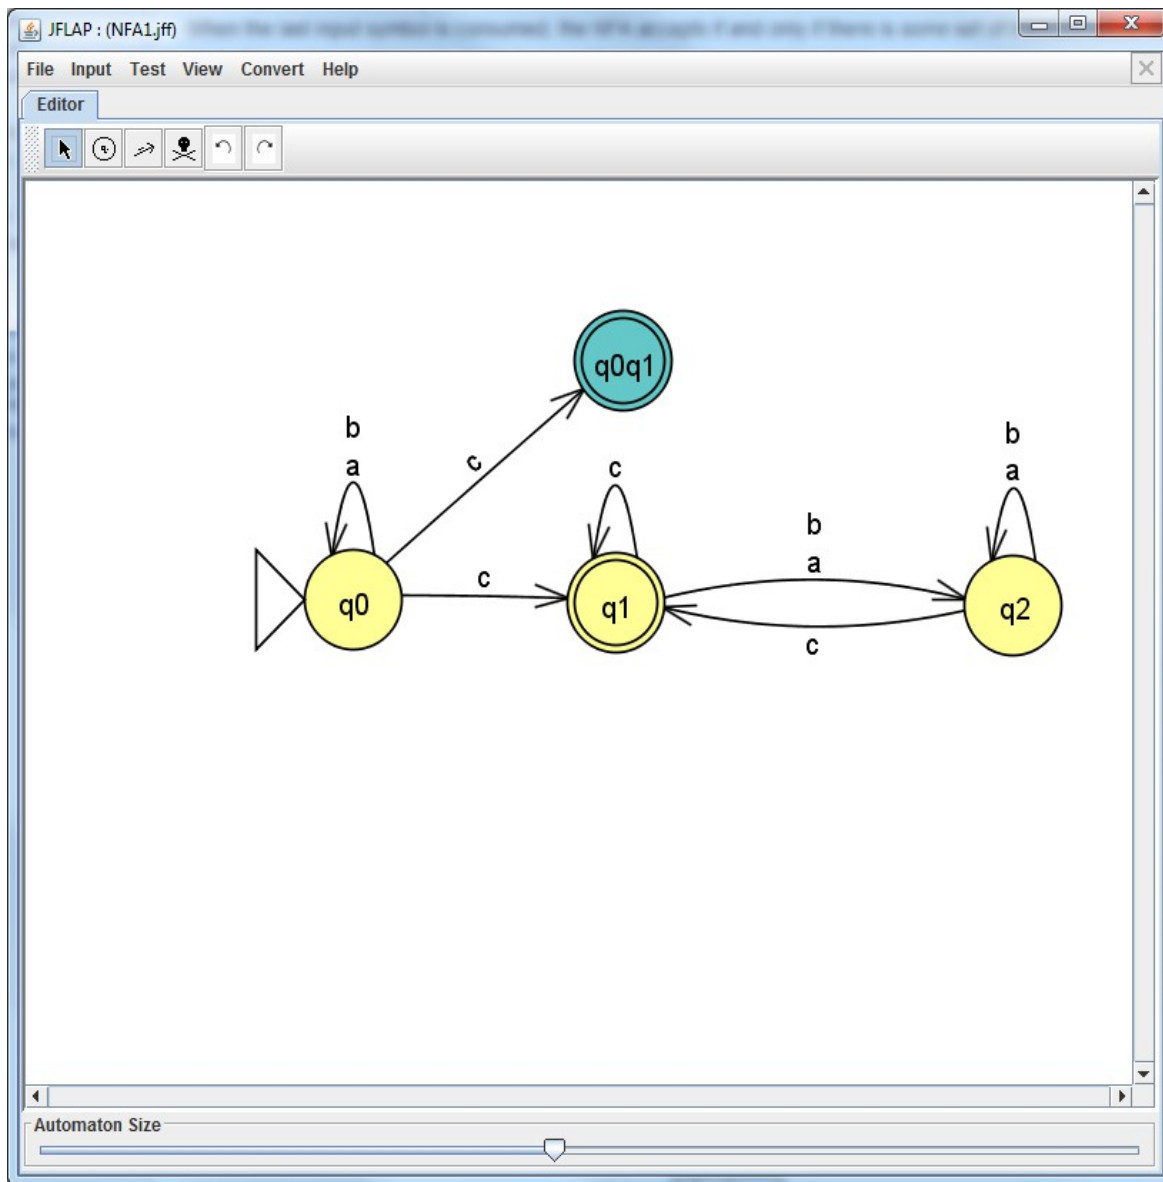 JFLAP : (NFA1.jff)
File Input Test View Convert Help
Editor
q0q1
b
a
c
c
b
a
b
a
c
q0
c
q1
q2
c
Automaton Size